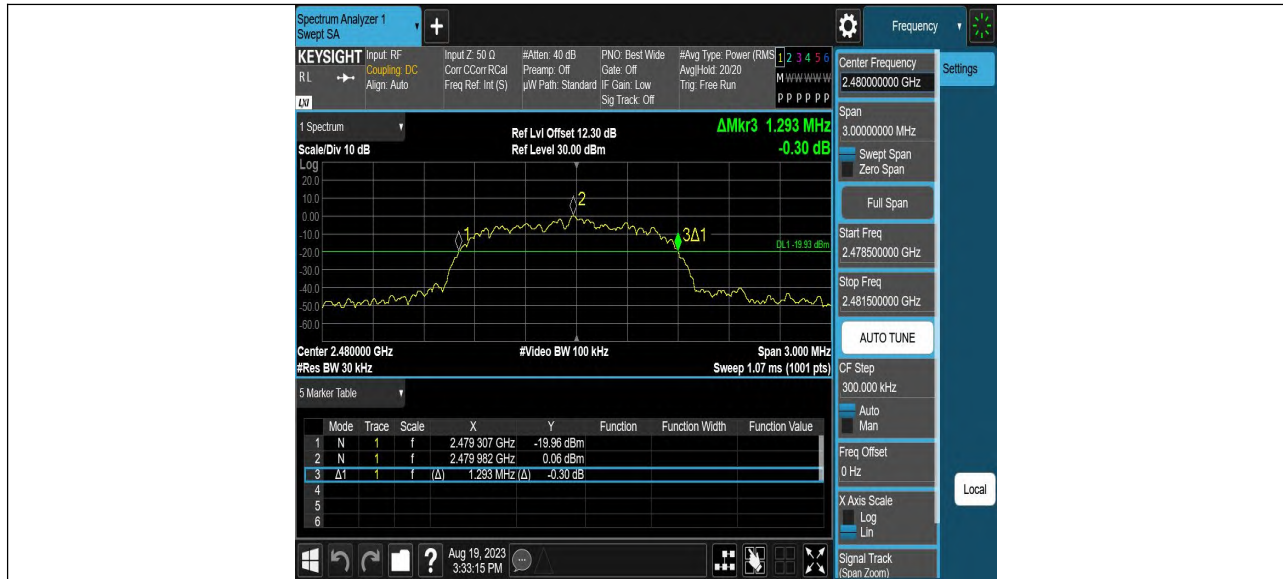 Spectrum Analyzer 1
Swept SA
+
Frequency
KEYSIGHT
RL
LXI
Input: RF
Coupling: DC
Align: Auto
Input Z: 50 Ω
Corr CCorr RCal
Freq Ref: Int (S)
#Atten: 40 dB
Preamp: Off
µW Path: Standard
PNO: Best Wide
Gate: Off
IF Gain: Low
Sig Track: Off
#Avg Type: Power (RMS
Avg|Hold: 20/20
Trig: Free Run
1 2 3 4 5 6
M W W W W W
P P P P P P
1 Spectrum
Scale/Div 10 dB
Ref Lvl Offset 12.30 dB
Ref Level 30.00 dBm
ΔMkr3 1.293 MHz
-0.30 dB
Log
20.0
10.0
0.00
-10.0
-20.0
-30.0
-40.0
-50.0
-60.0
1
2
3Δ1
DL1 -19.93 dBm
Center 2.480000 GHz
#Video BW 100 kHz
Span 3.000 MHz
#Res BW 30 kHz
Sweep 1.07 ms (1001 pts)
5 Marker Table
Mode Trace Scale X Y Function Function Width Function Value
1 N 1 f 2.479 307 GHz -19.96 dBm
2 N 1 f 2.479 982 GHz 0.06 dBm
3 Δ1 1 f (Δ) 1.293 MHz (Δ) -0.30 dB
4
5
6
?
Aug 19, 2023
3:33:15 PM
Center Frequency
2.480000000 GHz
Settings
Span
3.00000000 MHz
Swept Span
Zero Span
Full Span
Start Freq
2.478500000 GHz
Stop Freq
2.481500000 GHz
AUTO TUNE
CF Step
300.000 kHz
Auto
Man
Freq Offset
0 Hz
X Axis Scale
Log
Lin
Local
Signal Track
(Span Zoom)